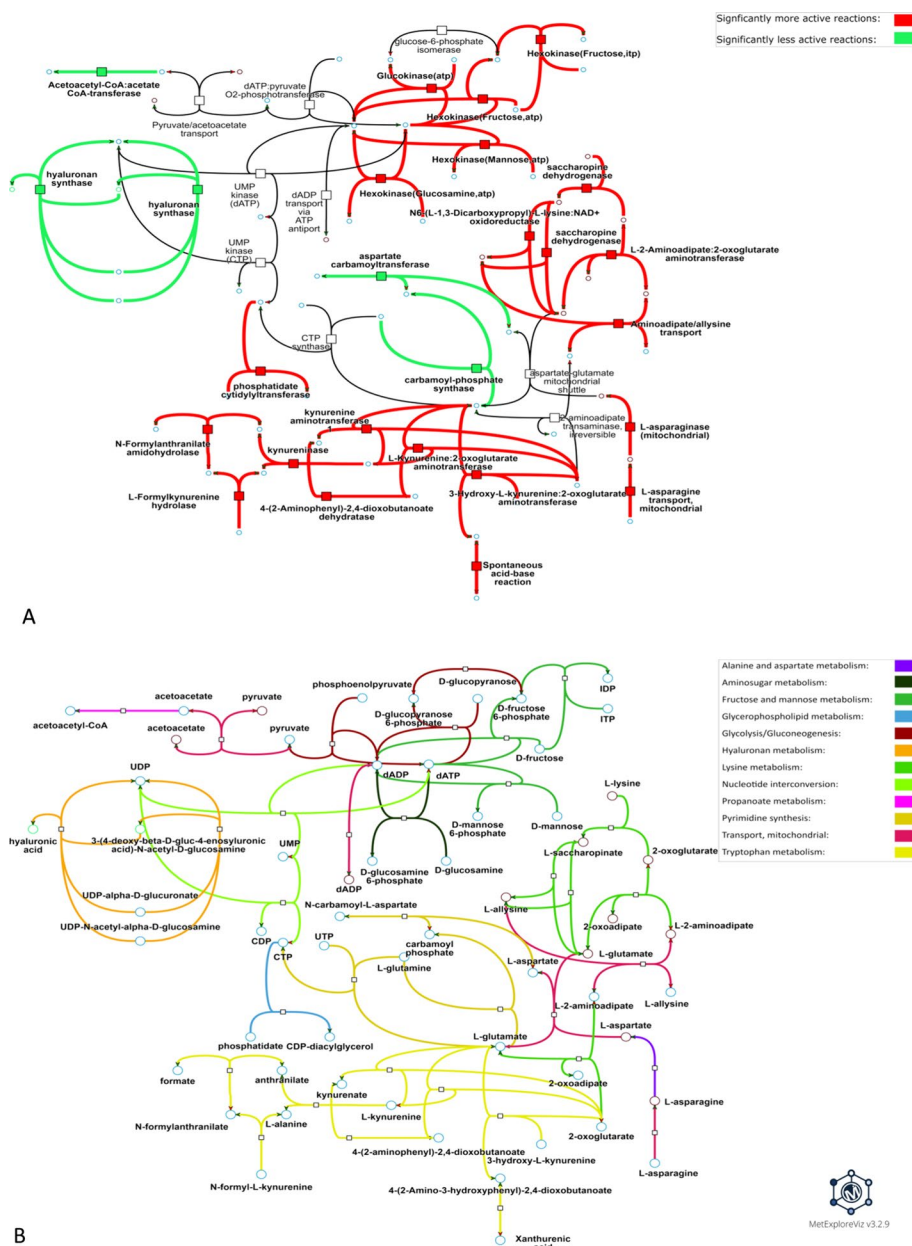 Signficantly more active reactions:
Significantly less active reactions:
glucose-6-phosphate
isomerase
Hexokinase(Fructose,itp)
Glucokinase(atp)
Acetoacetyl-CoA:acetate
CoA-transferase
dATP:pyruvate
O2-phosphotransferase
Pyruvate/acetoacetate
transport
Hexokinase(Fructose,atp)
Hexokinase(Mannose,atp)
hyaluronan
synthase
hyaluronan
synthase
UMP
kinase
(dATP)
dADP
transport
via
ATP
antiport
Hexokinase(Glucosamine,atp)
saccharopine
dehydrogenase
N6-(L-1,3-Dicarboxypropyl)-L-lysine:NAD+
oxidoreductase
saccharopine
dehydrogenase
L-2-Aminoadipate:2-oxoglutarate
aminotransferase
UMP
kinase
(CTP)
aspartate
carbamoyltransferase
CTP
synthase
Aminoadipate/allysine
transport
phosphatidate
cytidylyltransferase
carbamoyl-phosphate
synthase
aspartate-glutamate
mitochondrial
shuttle
kynurenine
aminotransferase
1
2-aminoadipate
transaminase,
irreversible
L-asparaginase
(mitochondrial)
N-Formylanthranilate
amidohydrolase
kynureninase
L-Kynurenine:2-oxoglutarate
aminotransferase
L-Formylkynurenine
hydrolase
4-(2-Aminophenyl)-2,4-dioxobutanoate
dehydratase
3-Hydroxy-L-kynurenine:2-oxoglutarate
aminotransferase
L-asparagine
transport,
mitochondrial
Spontaneous
acid-base
reaction
A
Alanine and aspartate metabolism:
Aminosugar metabolism:
Fructose and mannose metabolism:
Glycerophospholipid metabolism:
Glycolysis/Gluconeogenesis:
Hyaluronan metabolism:
Lysine metabolism:
Nucleotide interconversion:
Propanoate metabolism:
Pyrimidine synthesis:
Transport, mitochondrial:
Tryptophan metabolism:
phosphoenolpyruvate
D-glucopyranose
IDP
acetoacetate
pyruvate
acetoacetyl-CoA
D-glucopyranose
6-phosphate
D-fructose
6-phosphate
ITP
acetoacetate
pyruvate
D-fructose
UDP
dADP
dATP
L-lysine
hyaluronic
acid
3-(4-deoxy-beta-D-gluc-4-enosyluronic
acid)-N-acetyl-D-glucosamine
UMP
D-mannose
6-phosphate
D-mannose
L-saccharopinate
2-oxoglutarate
D-glucosamine
6-phosphate
D-glucosamine
dADP
UDP-alpha-D-glucuronate
UDP-N-acetyl-alpha-D-glucosamine
N-carbamoyl-L-aspartate
L-allysine
2-oxoadipate
L-2-aminoadipate
CDP
CTP
UTP
carbamoyl
phosphate
L-glutamate
L-glutamine
L-aspartate
L-2-aminoadipate
L-allysine
phosphatidate
CDP-diacylglycerol
L-glutamate
L-aspartate
formate
anthranilate
kynurenate
2-oxoadipate
L-asparagine
N-formylanthranilate
L-alanine
L-kynurenine
2-oxoglutarate
4-(2-aminophenyl)-2,4-dioxobutanoate
3-hydroxy-L-kynurenine
L-asparagine
N-formyl-L-kynurenine
4-(2-Amino-3-hydroxyphenyl)-2,4-dioxobutanoate
Xanthurenic
MetExploreViz v3.2.9
B